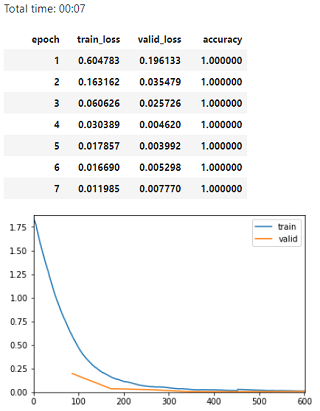 Total time: 00:07
epoch train_loss valid_loss accuracy
1 0.604783 0.196133 1.000000
2 0.163162 0.035479 1.000000
3 0.060626 0.025726 1.000000
4 0.030389 0.004620 1.000000
5 0.017857 0.003992 1.000000
6 0.016690 0.005298 1.000000
7 0.011985 0.007770 1.000000
train
valid
1.75
1.50
1.25
1.00
0.75
0.50
0.25
0.00
0 100 200 300 400 500 600